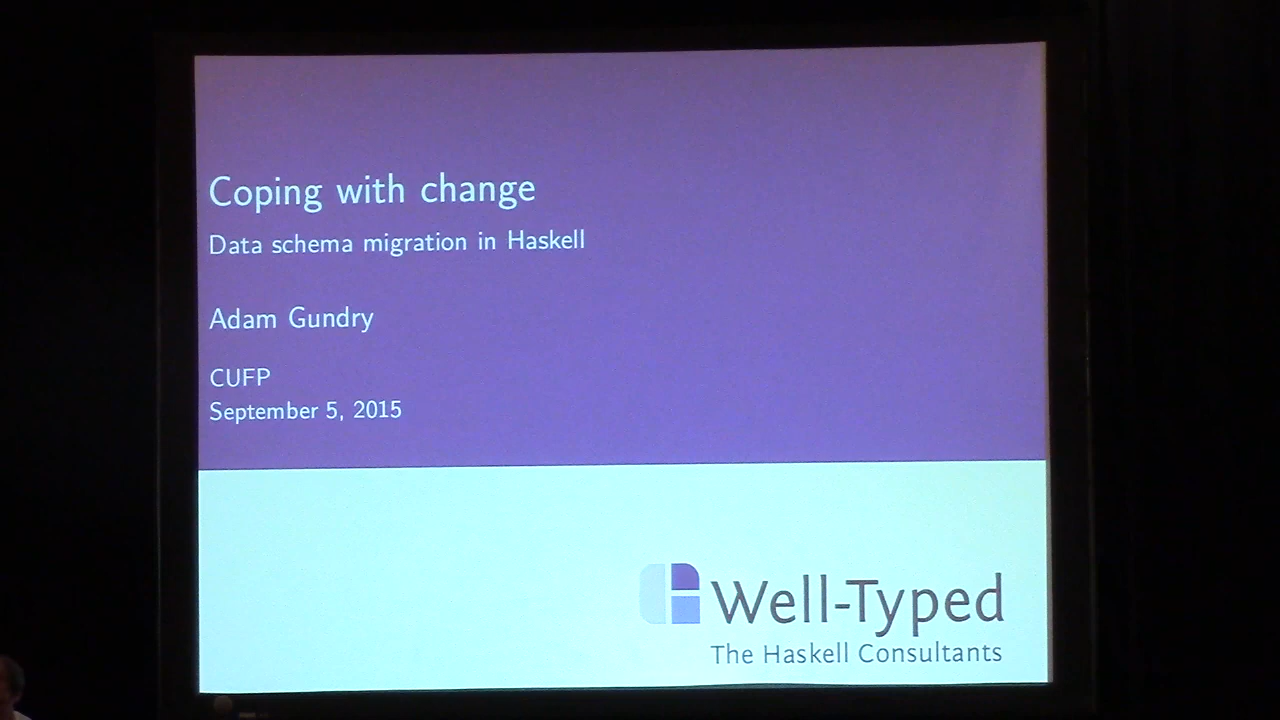 Coping with change
Data schema migration in Haskell
Adam Gundry
CUFP
September 5, 2015
Well-Typed
The Haskell Consultants